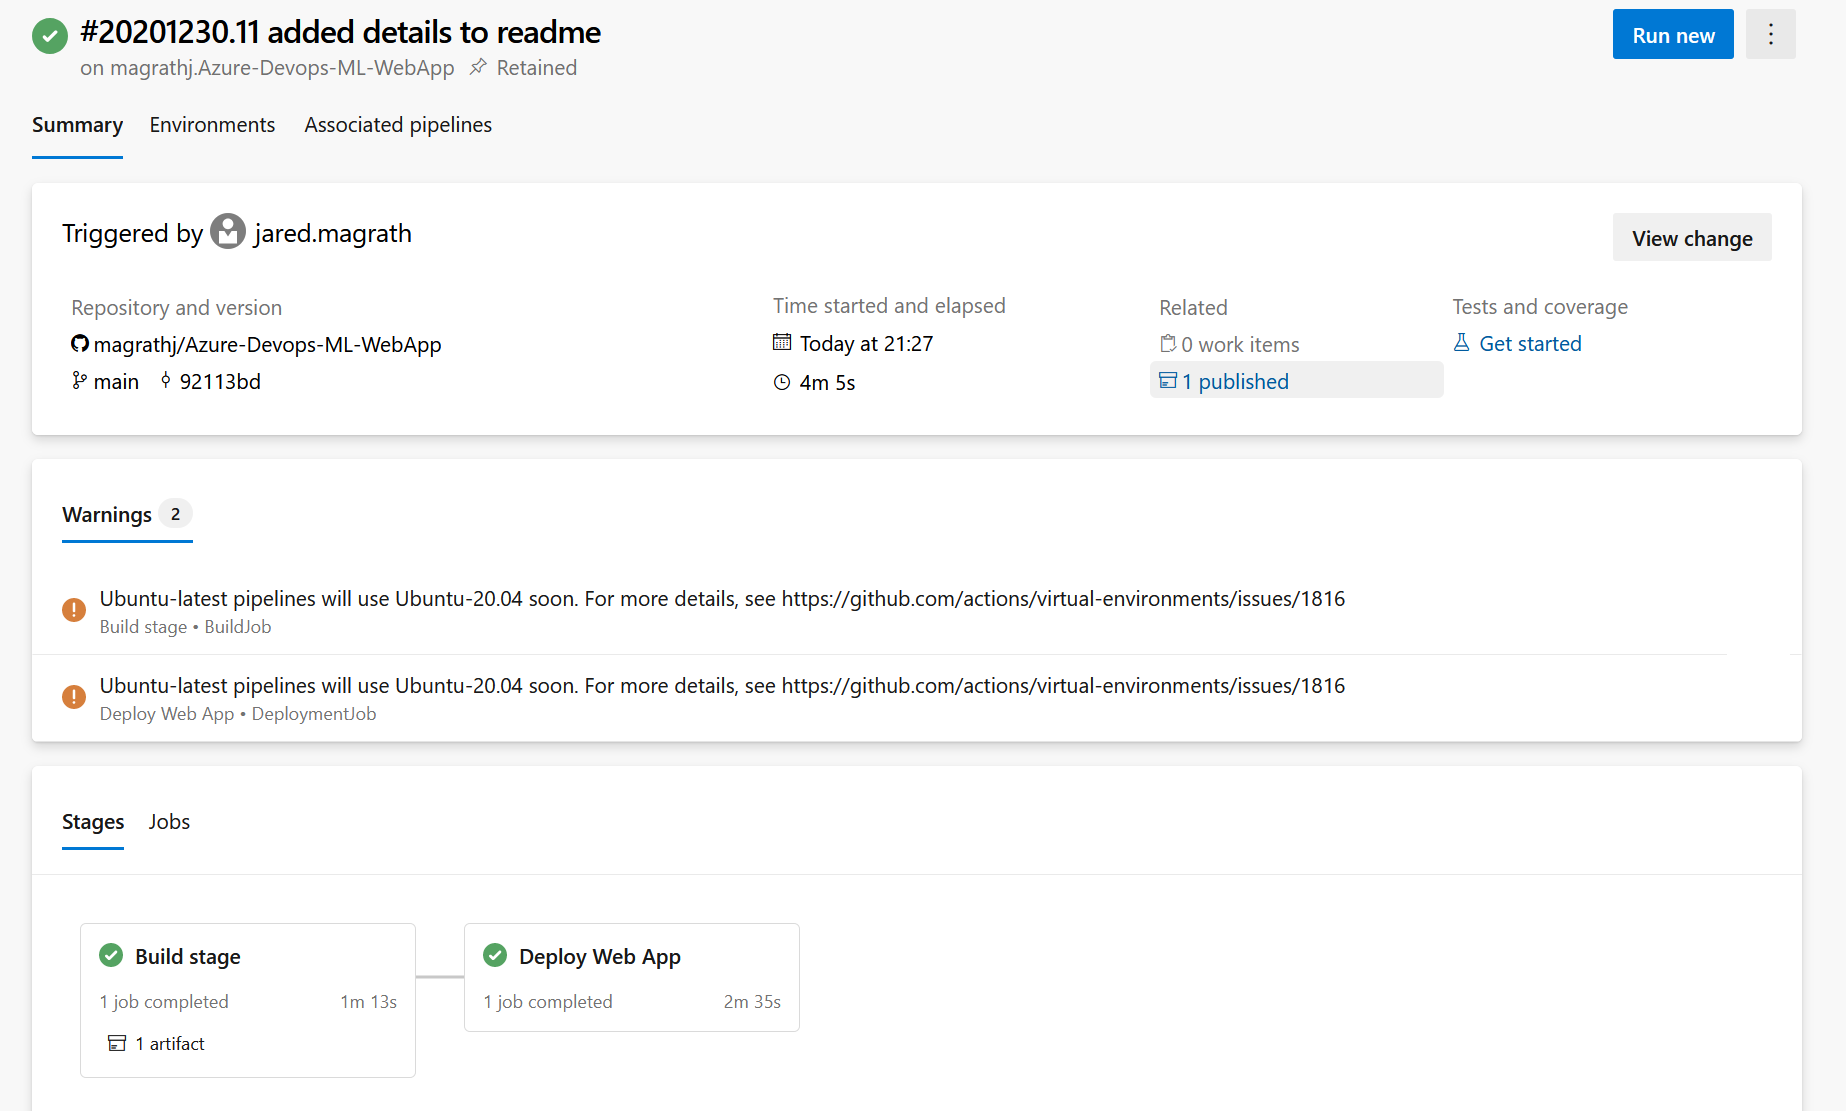 #20201230.11 added details to readme
on magrathj.Azure-Devops-ML-WebApp Retained
Run new
Summary Environments Associated pipelines
Triggered by jared.magrath
View change
Repository and version
magrathj/Azure-Devops-ML-WebApp
main 92113bd
Time started and elapsed
Today at 21:27
4m 5s
Related
0 work items
1 published
Tests and coverage
Get started
Warnings 2
Ubuntu-latest pipelines will use Ubuntu-20.04 soon. For more details, see https://github.com/actions/virtual-environments/issues/1816
Build stage • BuildJob
Ubuntu-latest pipelines will use Ubuntu-20.04 soon. For more details, see https://github.com/actions/virtual-environments/issues/1816
Deploy Web App • DeploymentJob
Stages Jobs
Build stage
1 job completed 1m 13s
1 artifact
Deploy Web App
1 job completed 2m 35s